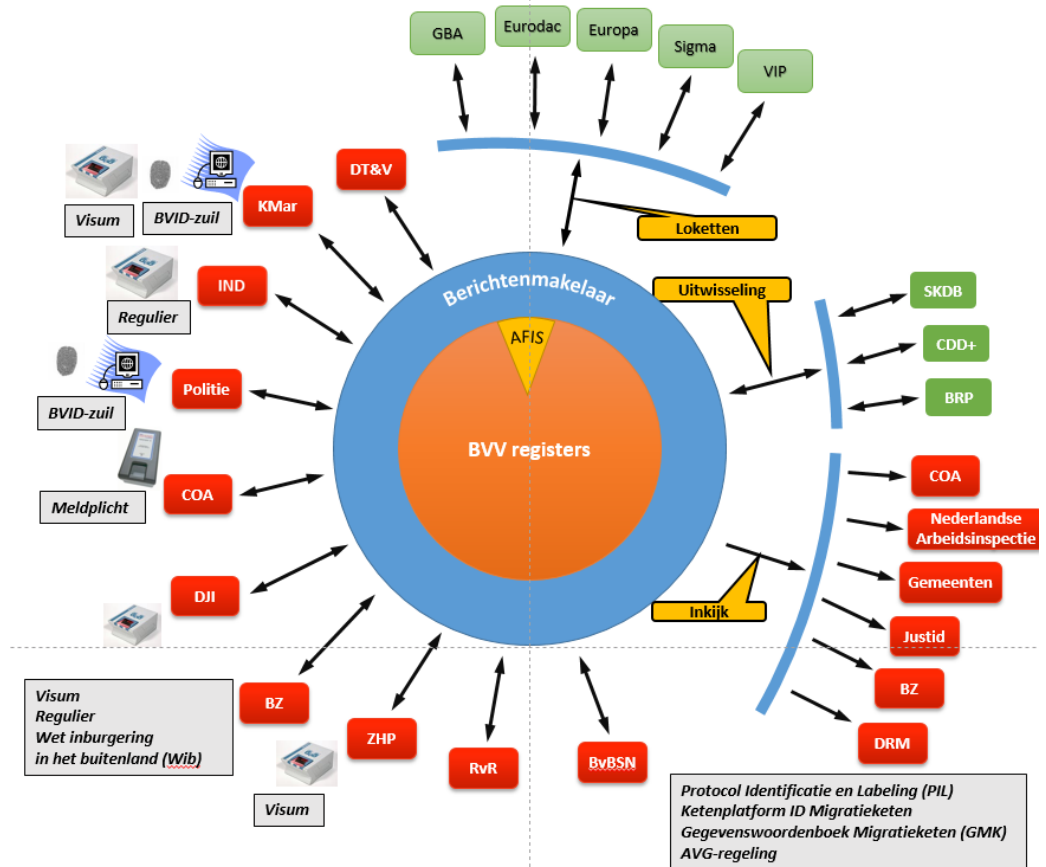 GBA
Eurodac
Europa
Sigma
VIP
DT&V
KMar
Visum
BVID-zuil
Loketten
IND
Regulier
Berichtenmakelaar
Uitwisseling
SKDB
AFIS
CDD+
Politie
BVID-zuil
BRP
BVV registers
COA
Meldplicht
COA
Nederlandse
Arbeidsinspectie
Gemeenten
DJI
Inkijk
Justid
BZ
BZ
Visum
Regulier
Wet inburgering
in het buitenland (Wib)
ZHP
DRM
RvR
BvBSN
Visum
Protocol Identificatie en Labeling (PIL)
Ketenplatform ID Migratieketen
Gegevenswoordenboek Migratieketen (GMK)
AVG-regeling